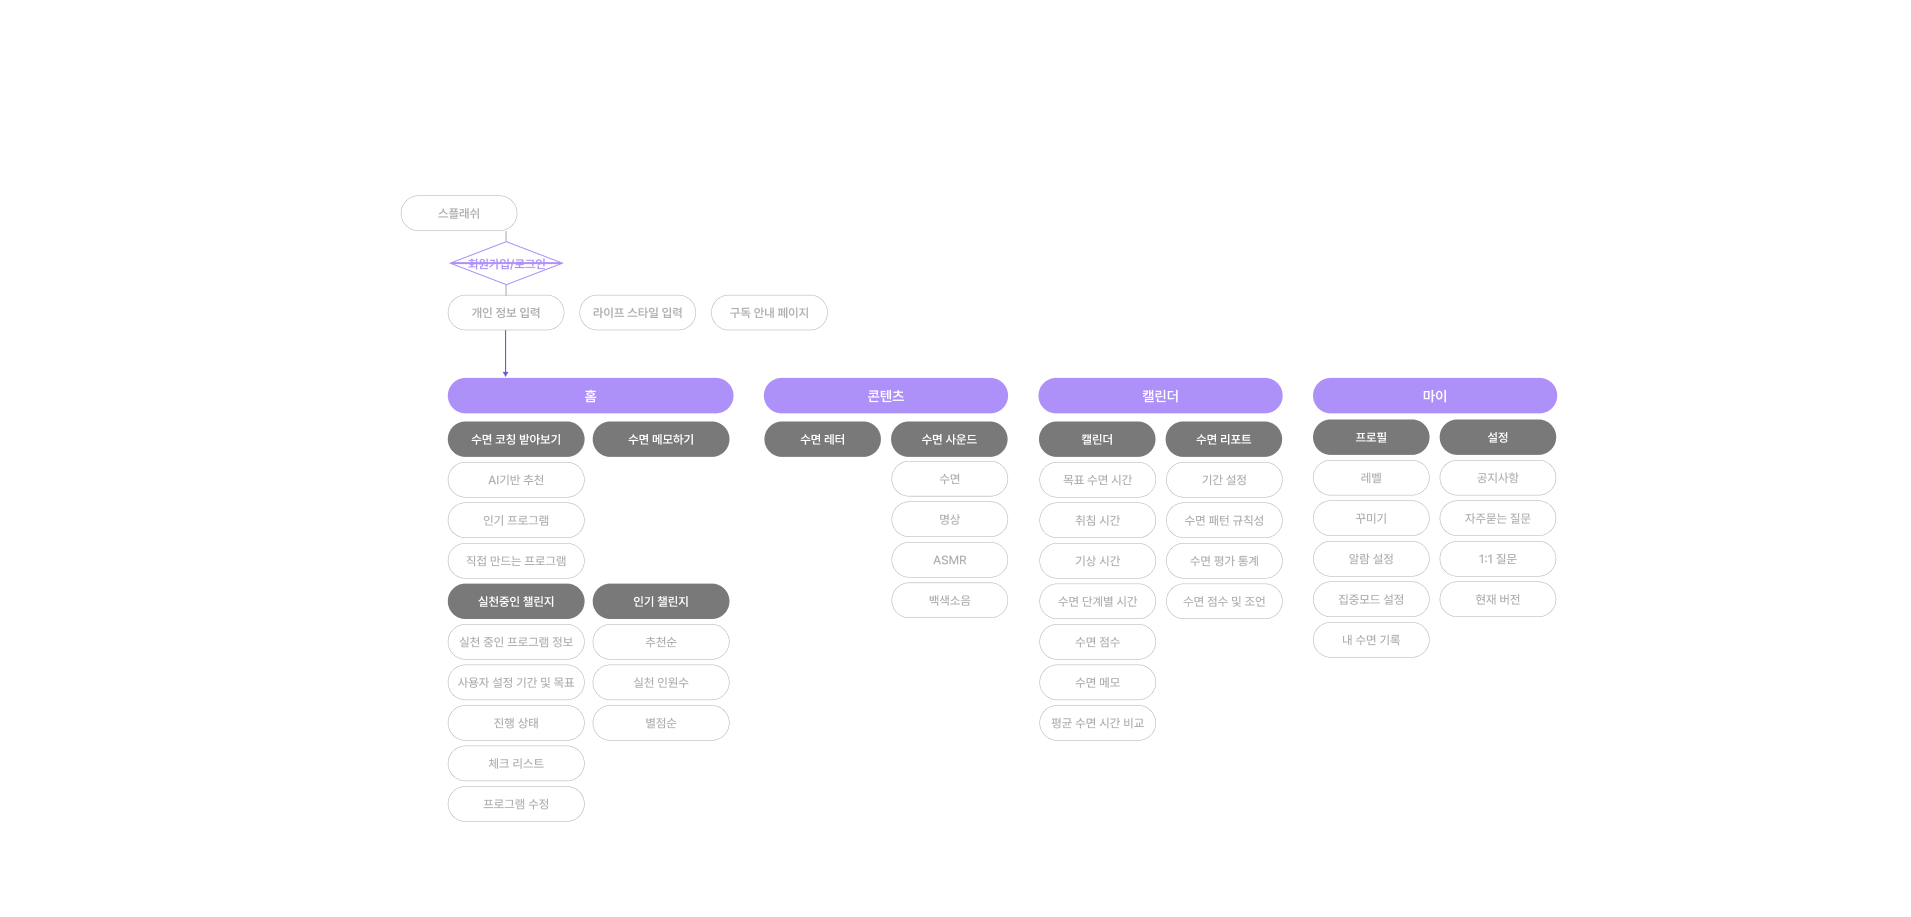 스플래쉬
회원가입/로그인
개인 정보 입력
라이프 스타일 입력
구독 안내 페이지
홈
수면 코칭 받아보기
수면 메모하기
AI기반 추천
인기 프로그램
직접 만드는 프로그램
실천중인 챌린지
인기 챌린지
실천 중인 프로그램 정보
추천순
사용자 설정 기간 및 목표
실천 인원수
진행 상태
별점순
체크 리스트
프로그램 수정
콘텐츠
수면 레터
수면 사운드
수면
명상
ASMR
백색소음
캘린더
캘린더
수면 리포트
목표 수면 시간
기간 설정
취침 시간
수면 패턴 규칙성
기상 시간
수면 평가 통계
수면 단계별 시간
수면 점수 및 조언
수면 점수
수면 메모
평균 수면 시간 비교
마이
프로필
설정
레벨
공지사항
꾸미기
자주묻는 질문
알람 설정
1:1 질문
집중모드 설정
현재 버전
내 수면 기록